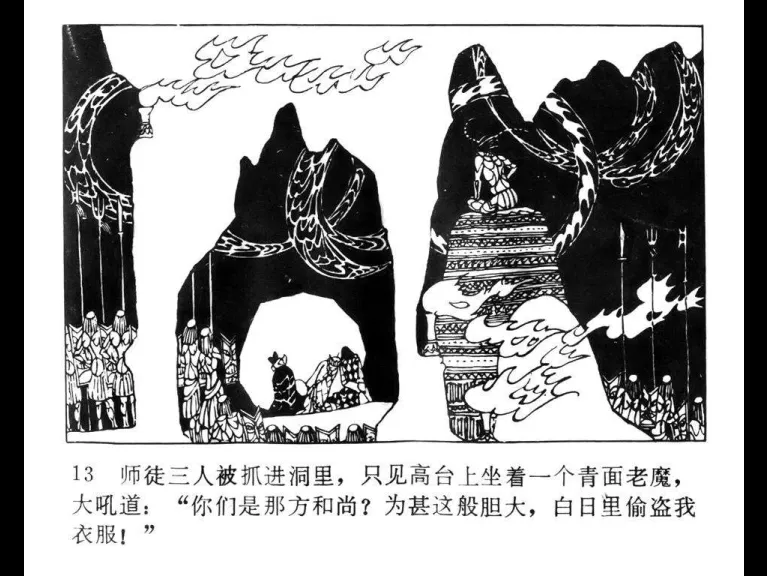 13 师徒三人被抓进洞里，只见高台上坐着一个青面老魔，
大吼道：“你们是那方和尚？为甚这般胆大，白日里偷盗我
衣服！”